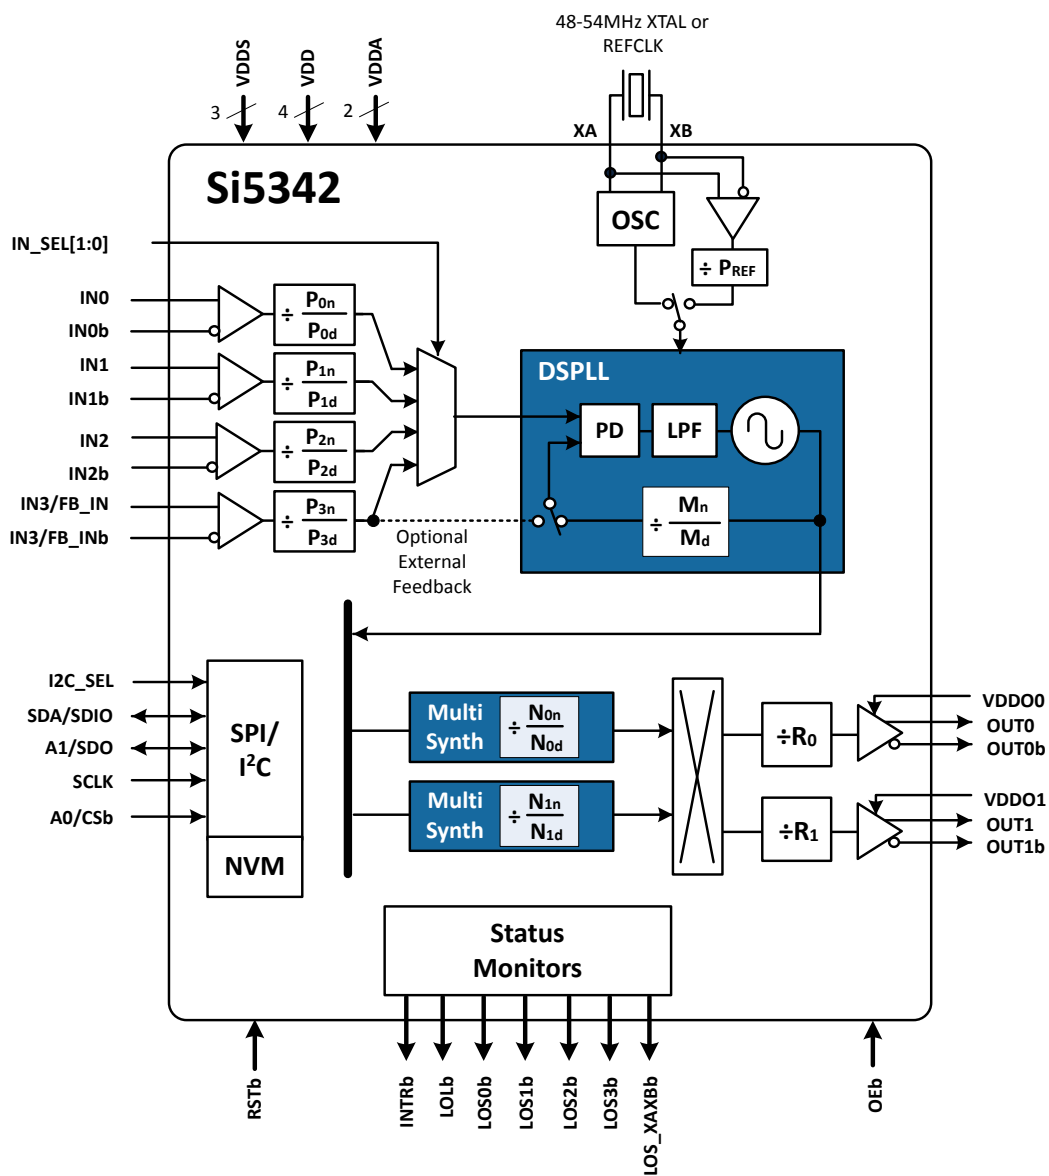 48-54MHz XTAL or
REFCLK
VDDS
VDD
VDDA
3
4
2
XA
XB
Si5342
OSC
÷ PREF
IN_SEL[1:0]
IN0
IN0b
÷ P0n
P0d
IN1
IN1b
÷ P1n
P1d
IN2
IN2b
÷ P2n
P2d
IN3/FB_IN
IN3/FB_INb
÷ P3n
P3d
DSPLL
PD
LPF
÷ Mn
Md
Optional
External
Feedback
I2C_SEL
SDA/SDIO
A1/SDO
SCLK
A0/CSb
SPI/
I²C
NVM
Multi
Synth
÷ N0n
N0d
Multi
Synth
÷ N1n
N1d
÷R0
÷R1
VDDO0
OUT0
OUT0b
VDDO1
OUT1
OUT1b
Status
Monitors
RSTb
INTRb
LOLb
LOS0b
LOS1b
LOS2b
LOS3b
LOS_XAXBb
OEb